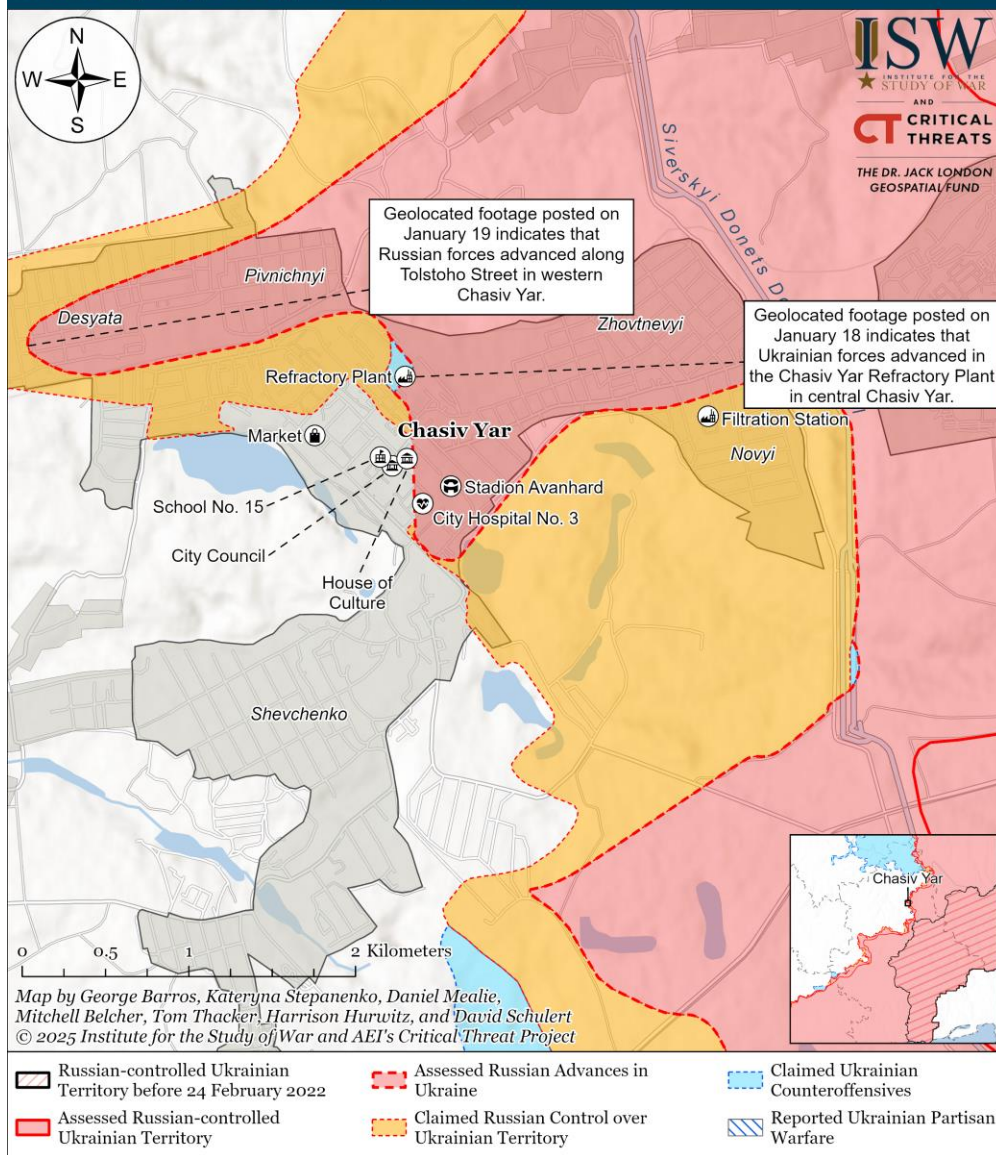 N
W E
S
ISW
INSTITUTE FOR THE
STUDY OF WAR
AND
CT CRITICAL
THREATS
THE DR. JACK LONDON
GEOSPATIAL FUND
Siverskyi Donets Do
Geolocated footage posted on
January 19 indicates that
Russian forces advanced along
Tolstoho Street in western
Chasiv Yar.
Pivnichnyi
Desyata
Zhovtnevyi
Geolocated footage posted on
January 18 indicates that
Ukrainian forces advanced in
the Chasiv Yar Refractory Plant
in central Chasiv Yar.
Refractory Plant
Filtration Station
Market
Chasiv Yar
Novyi
Stadion Avanhard
School No. 15
City Hospital No. 3
City Council
House of
Culture
Shevchenko
Chasiv Yar
0 0.5 1 2 Kilometers
Map by George Barros, Kateryna Stepanenko, Daniel Mealie,
Mitchell Belcher, Tom Thacker, Harrison Hurwitz, and David Schulert
© 2025 Institute for the Study of War and AEI's Critical Threat Project
Russian-controlled Ukrainian
Territory before 24 February 2022
Assessed Russian-controlled
Ukrainian Territory
Assessed Russian Advances in
Ukraine
Claimed Russian Control over
Ukrainian Territory
Claimed Ukrainian
Counteroffensives
Reported Ukrainian Partisan
Warfare